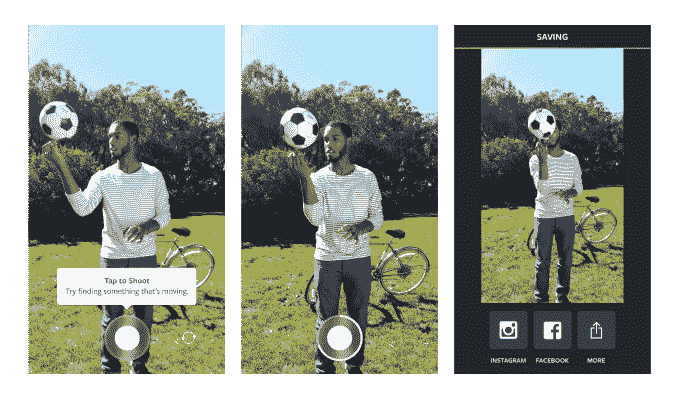 Tap to Shoot
Try finding something that's moving.
SAVING
INSTAGRAM
FACEBOOK
MORE